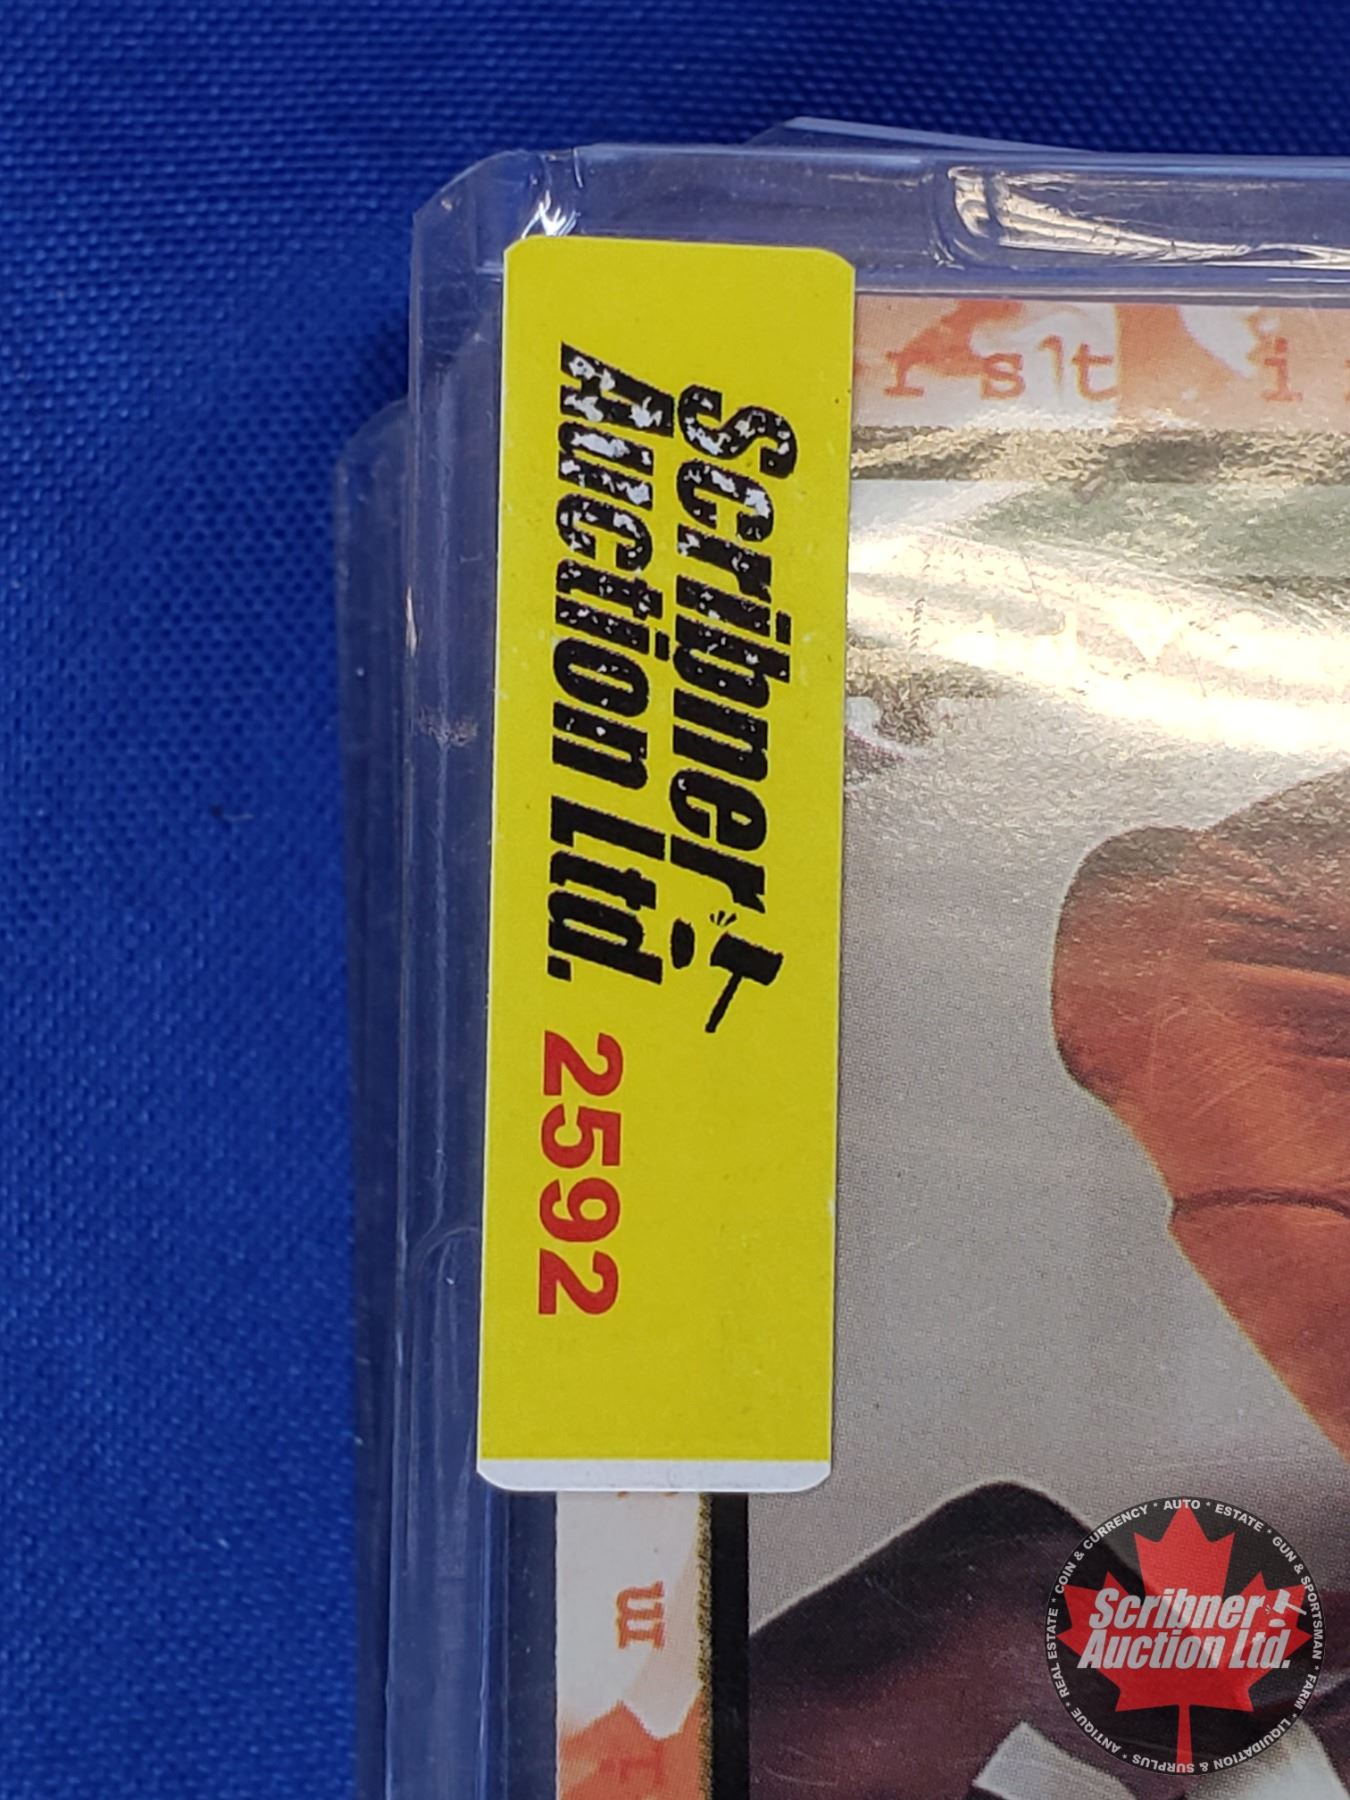 Scribner
Auction Ltd. 2592
rst i
m
COIN & CURRENCY * AUTO * ESTATE * GUN & SPORTSMAN * FARM * LIQUIDATION & SURPLUS * ANTIQUE * REAL ESTATE *
Scribner
Auction Ltd.